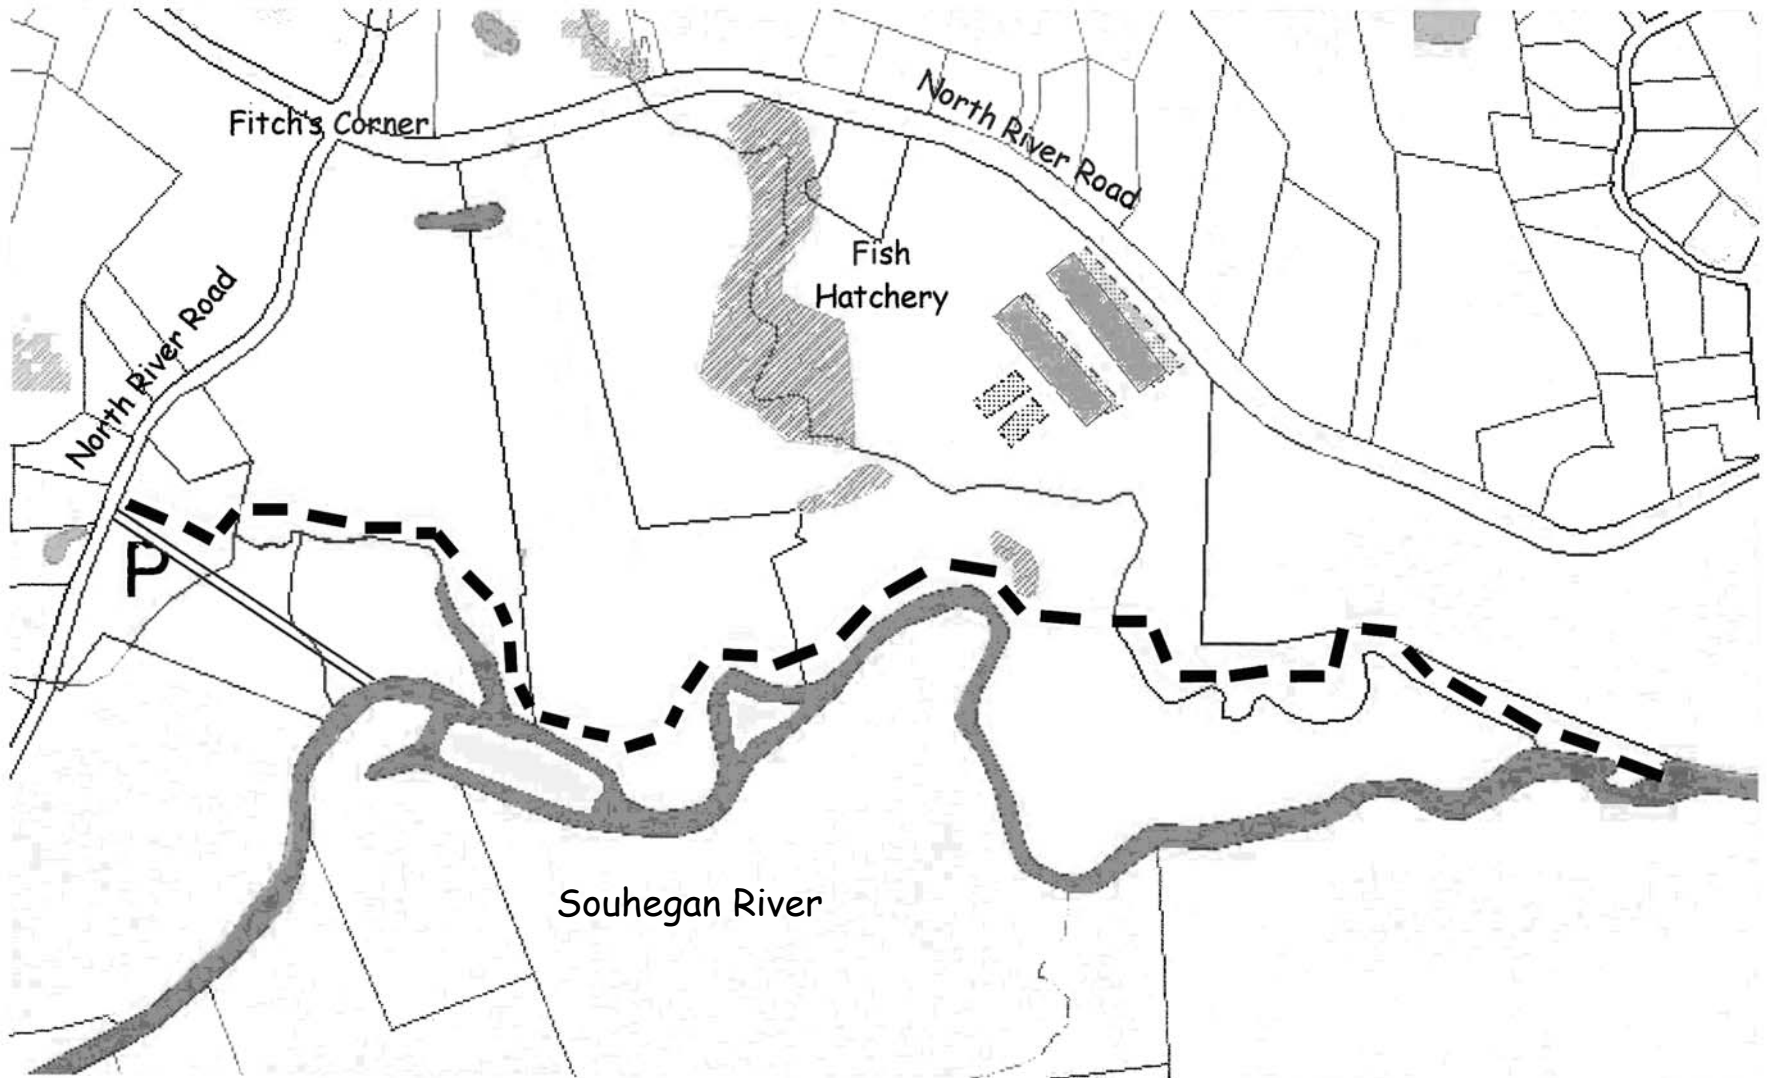 Fitch's Corner
North River Road
Fish
Hatchery
North River Road
P
Souhegan River